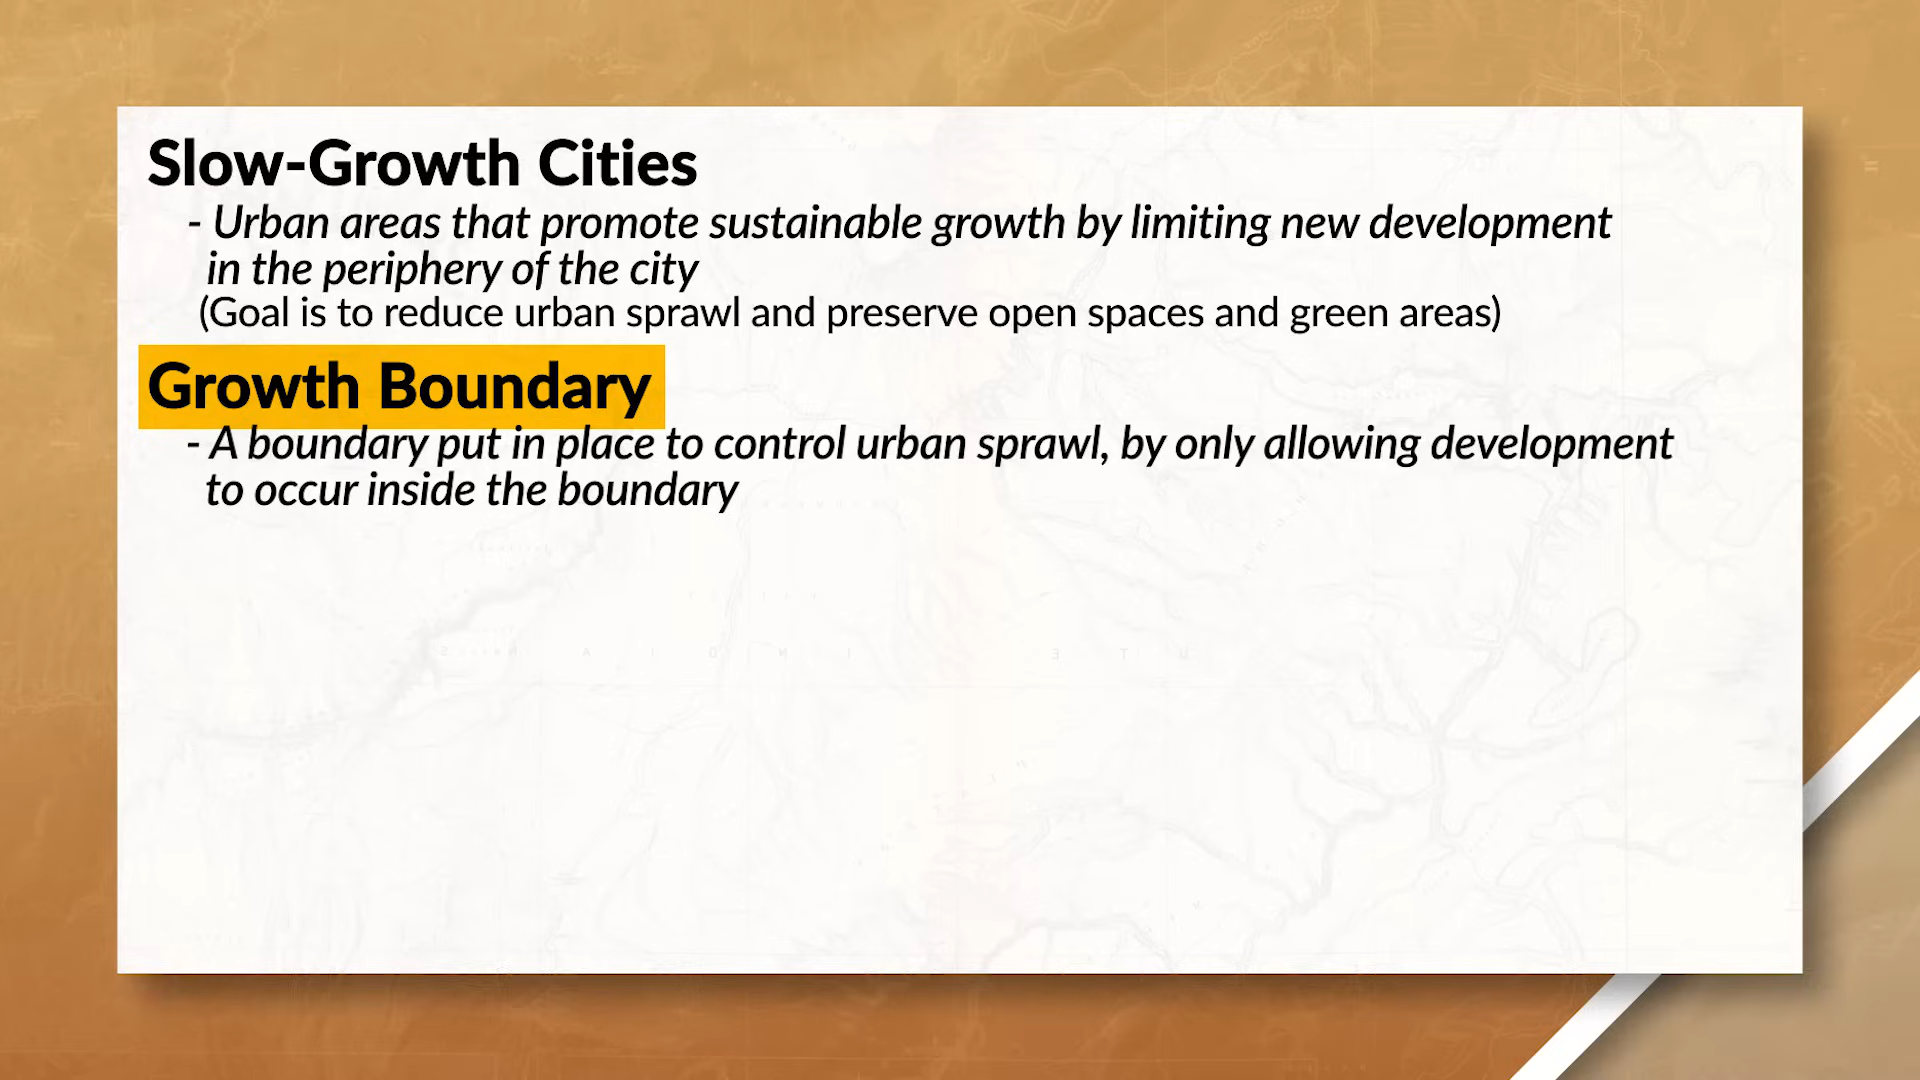 Slow-Growth Cities
- Urban areas that promote sustainable growth by limiting new development
in the periphery of the city
(Goal is to reduce urban sprawl and preserve open spaces and green areas)
Growth Boundary
- A boundary put in place to control urban sprawl, by only allowing development
to occur inside the boundary